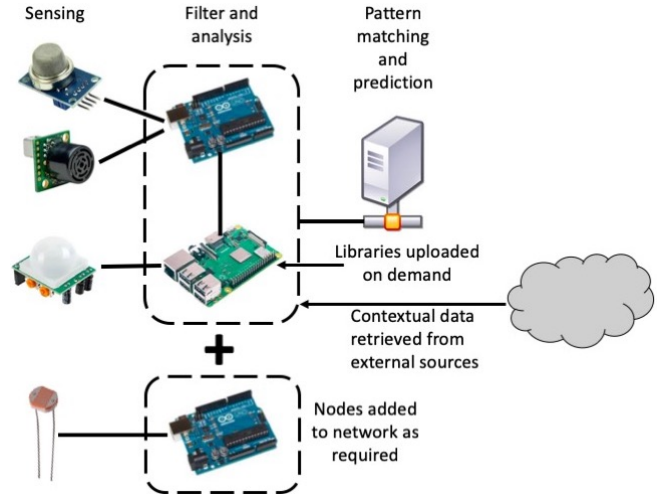 Sensing
Filter and
analysis
Pattern
matching
and
prediction
Libraries uploaded
on demand
Contextual data
retrieved from
external sources
+
Nodes added
to network as
required